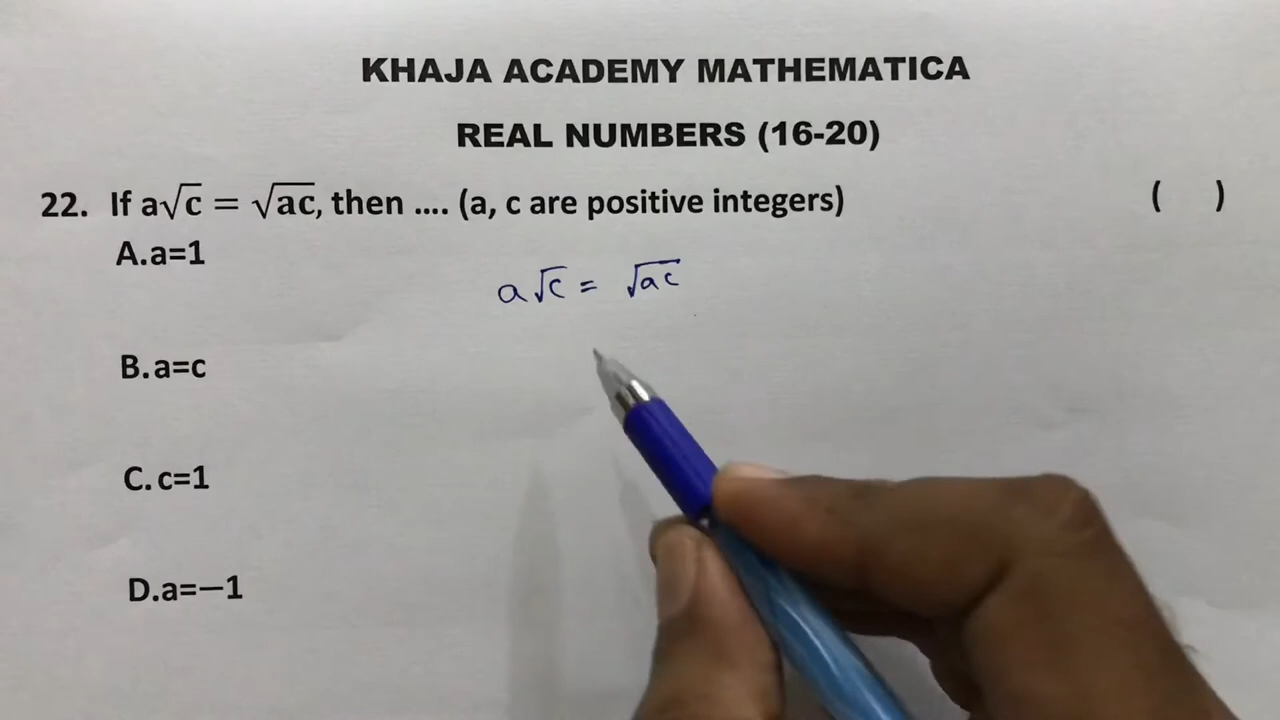 KHAJA ACADEMY MATHEMATICA
REAL NUMBERS (16-20)
22. If a√c = √ac, then .... (a, c are positive integers) ( )
A.a=1
a√c = √ac
B.a=c
C.c=1
D.a=−1